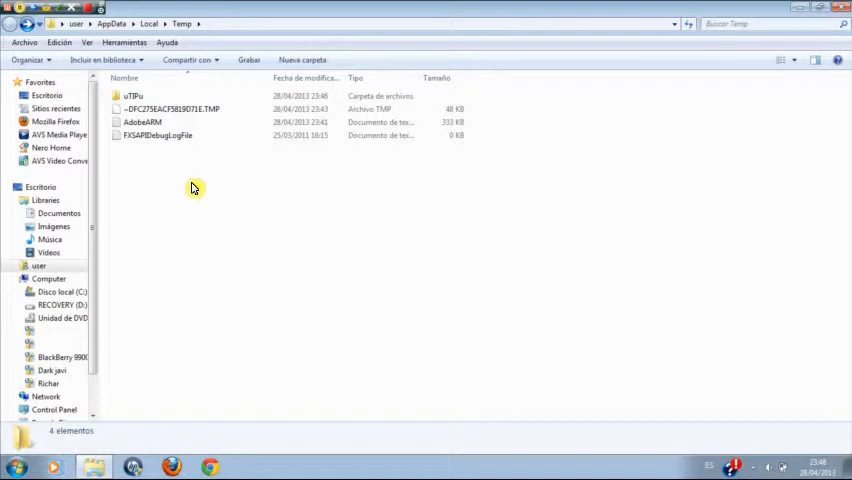 user ▸ AppData ▸ Local ▸ Temp ▸
Buscar Temp
Archivo Edición Ver Herramientas Ayuda
Organizar Incluir en biblioteca Compartir con Grabar Nueva carpeta
Nombre Fecha de modifica... Tipo Tamaño
uTIPu 28/04/2013 23:46 Carpeta de archivos
~DFC275EACF5819D71E.TMP 28/04/2013 23:43 Archivo TMP 48 KB
AdobeARM 28/04/2013 23:41 Documento de tex... 333 KB
FXSAPIDebugLogFile 25/03/2011 16:15 Documento de tex... 0 KB
Favorites
Escritorio
Sitios recientes
Mozilla Firefox
AVS Media Player
Nero Home
AVS Video Conve
Escritorio
Libraries
Documentos
Imágenes
Música
Vídeos
user
Computer
Disco local (C:)
RECOVERY (D:)
Unidad de DVD
BlackBerry 9900
Dark javi
Richar
Network
Control Panel
4 elementos
ES
23:48
28/04/2013